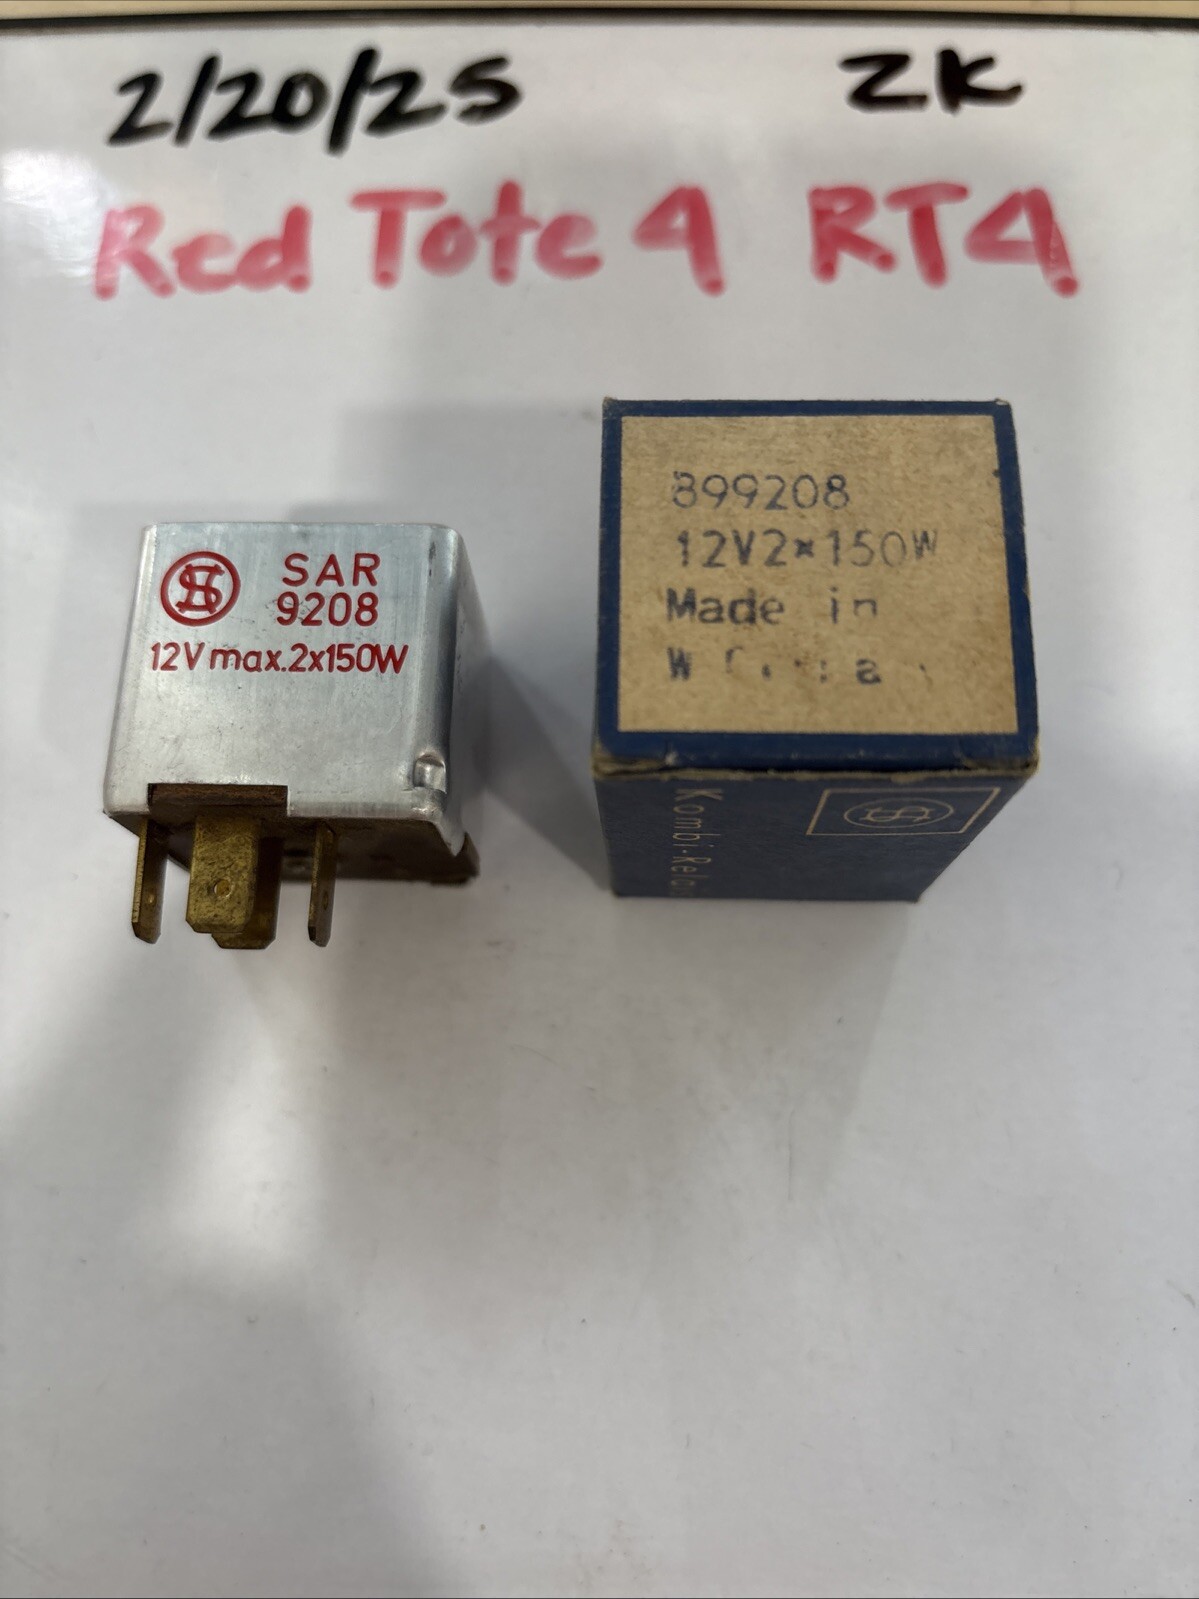 2/20/25 ZK
Red Tote 4 RT4
SAR
9208
12V max. 2x150W
899208
12V2×150W
Made in
Kombi-Relais